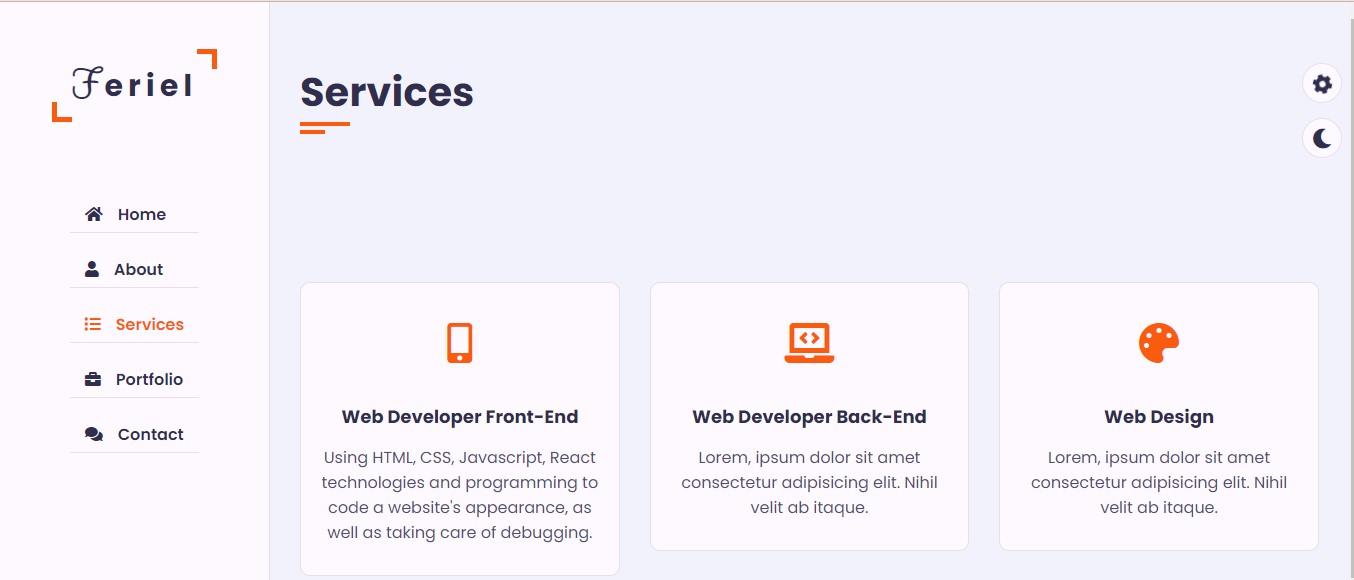 Feriel
Home
About
Services
Portfolio
Contact
Services
Web Developer Front-End
Using HTML, CSS, Javascript, React
technologies and programming to
code a website's appearance, as
well as taking care of debugging.
Web Developer Back-End
Lorem, ipsum dolor sit amet
consectetur adipisicing elit. Nihil
velit ab itaque.
Web Design
Lorem, ipsum dolor sit amet
consectetur adipisicing elit. Nihil
velit ab itaque.